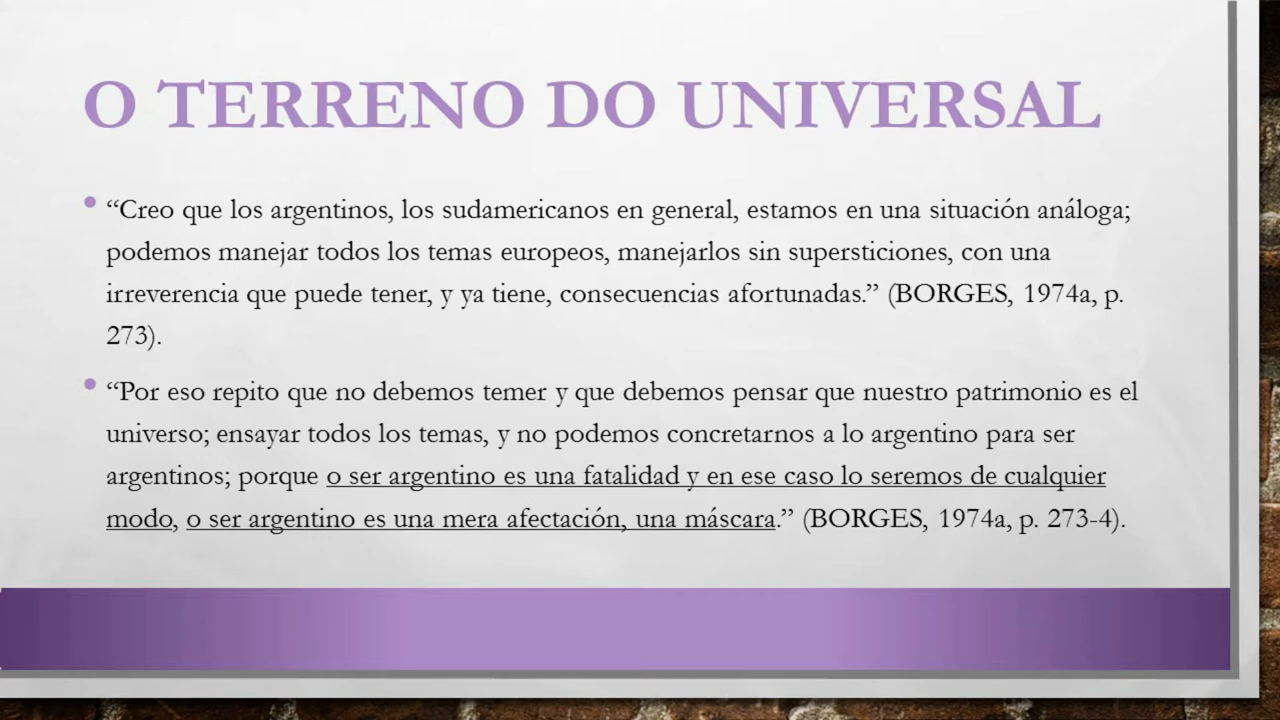 O TERRENO DO UNIVERSAL
• “Creo que los argentinos, los sudamericanos en general, estamos en una situación análoga;
podemos manejar todos los temas europeos, manejarlos sin supersticiones, con una
irreverencia que puede tener, y ya tiene, consecuencias afortunadas.” (BORGES, 1974a, p.
273).
• “Por eso repito que no debemos temer y que debemos pensar que nuestro patrimonio es el
universo; ensayar todos los temas, y no podemos concretarnos a lo argentino para ser
argentinos; porque o ser argentino es una fatalidad y en ese caso lo seremos de cualquier
modo, o ser argentino es una mera afectación, una máscara.” (BORGES, 1974a, p. 273-4).